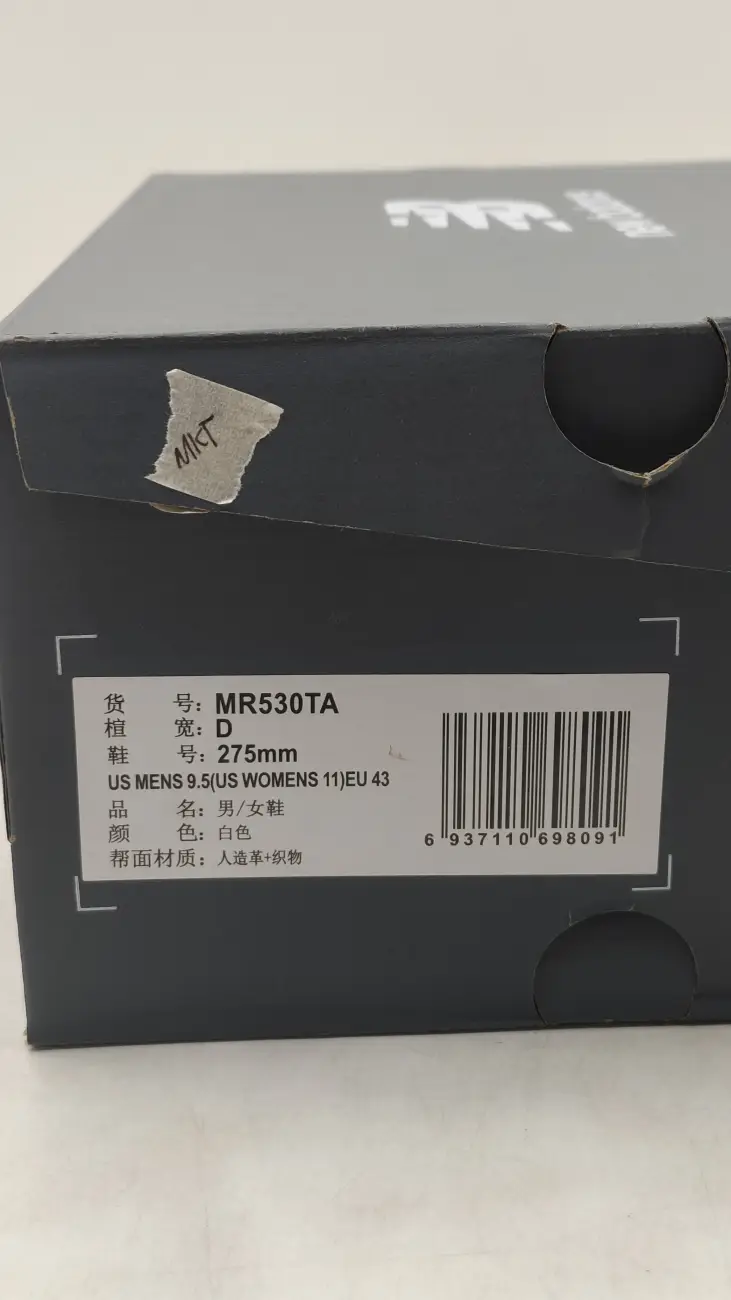 new balance
MKT
货 号: MR530TA
楦 宽: D
鞋 号: 275mm
US MENS 9.5(US WOMENS 11)EU 43
品 名: 男/女鞋
颜 色: 白色
帮面材质: 人造革+织物
6 937110 698091